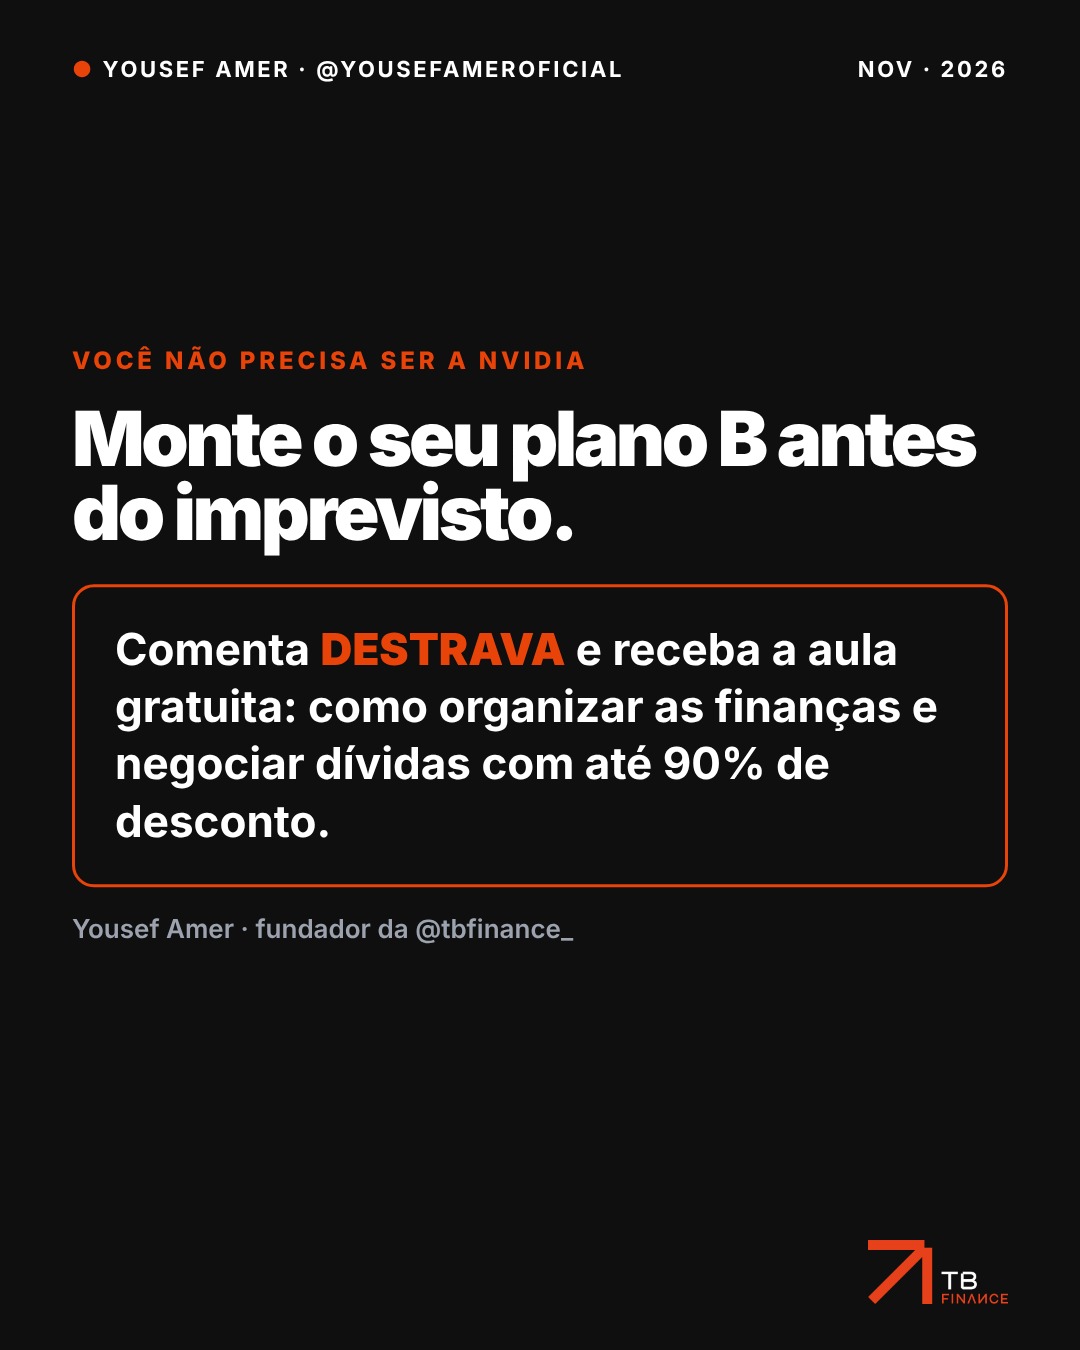 YOUSEF AMER · @YOUSEFAMEROFICIAL
NOV · 2026
VOCÊ NÃO PRECISA SER A NVIDIA
Monte o seu plano B antes
do imprevisto.
Comenta DESTRAVA e receba a aula
gratuita: como organizar as finanças e
negociar dívidas com até 90% de
desconto.
Yousef Amer · fundador da @tbfinance_
TB
FINANCE